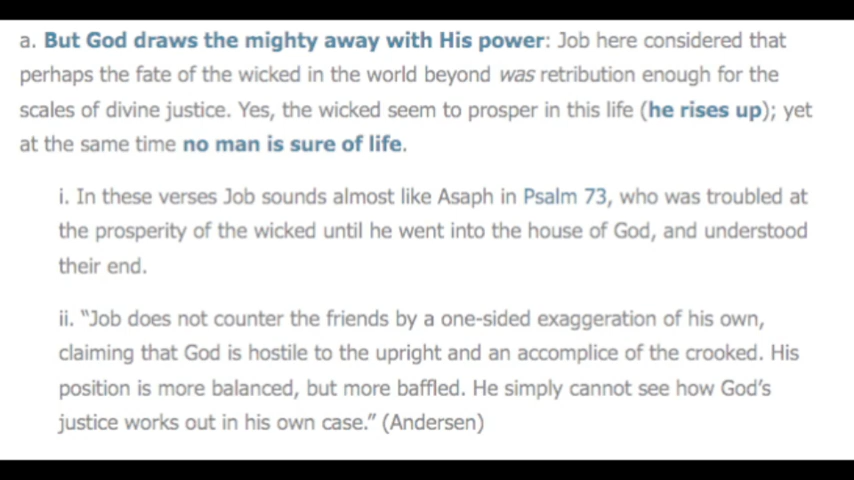 a. But God draws the mighty away with His power: Job here considered that
perhaps the fate of the wicked in the world beyond was retribution enough for the
scales of divine justice. Yes, the wicked seem to prosper in this life (he rises up); yet
at the same time no man is sure of life.
i. In these verses Job sounds almost like Asaph in Psalm 73, who was troubled at
the prosperity of the wicked until he went into the house of God, and understood
their end.
ii. “Job does not counter the friends by a one-sided exaggeration of his own,
claiming that God is hostile to the upright and an accomplice of the crooked. His
position is more balanced, but more baffled. He simply cannot see how God’s
justice works out in his own case.” (Andersen)